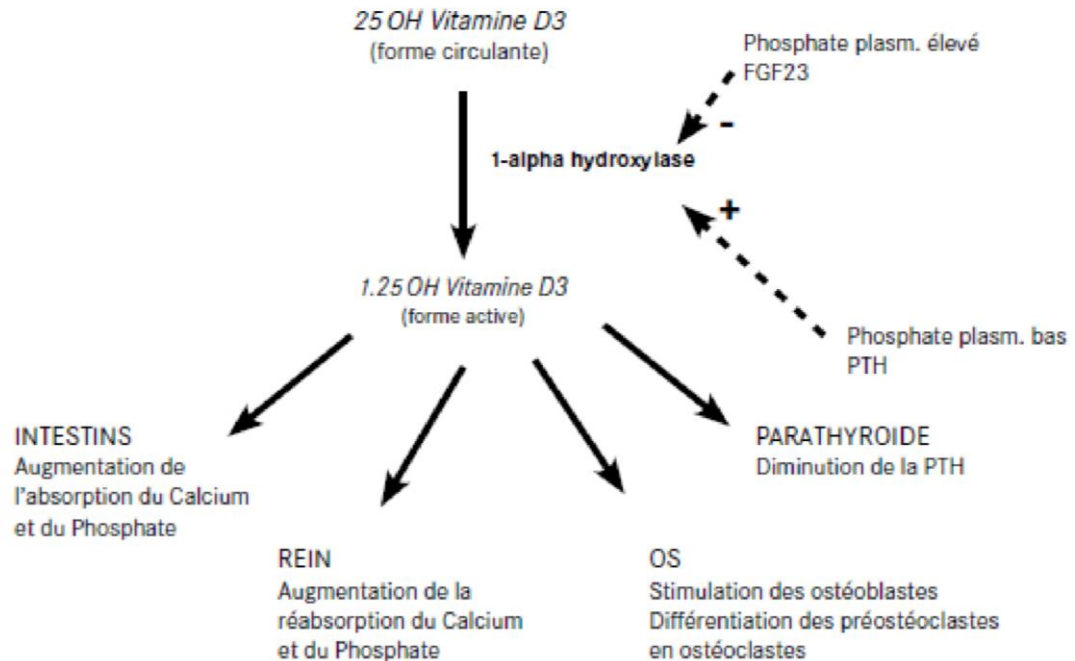 25 OH Vitamine D3
(forme circulante)
Phosphate plasm. élevé
FGF23
-
1-alpha hydroxylase
+
1.25 OH Vitamine D3
(forme active)
Phosphate plasm. bas
PTH
INTESTINS
Augmentation de
l'absorption du Calcium
et du Phosphate
PARATHYROIDE
Diminution de la PTH
REIN
Augmentation de la
réabsorption du Calcium
et du Phosphate
OS
Stimulation des ostéoblastes
Différentiation des préostéoclastes
en ostéoclastes